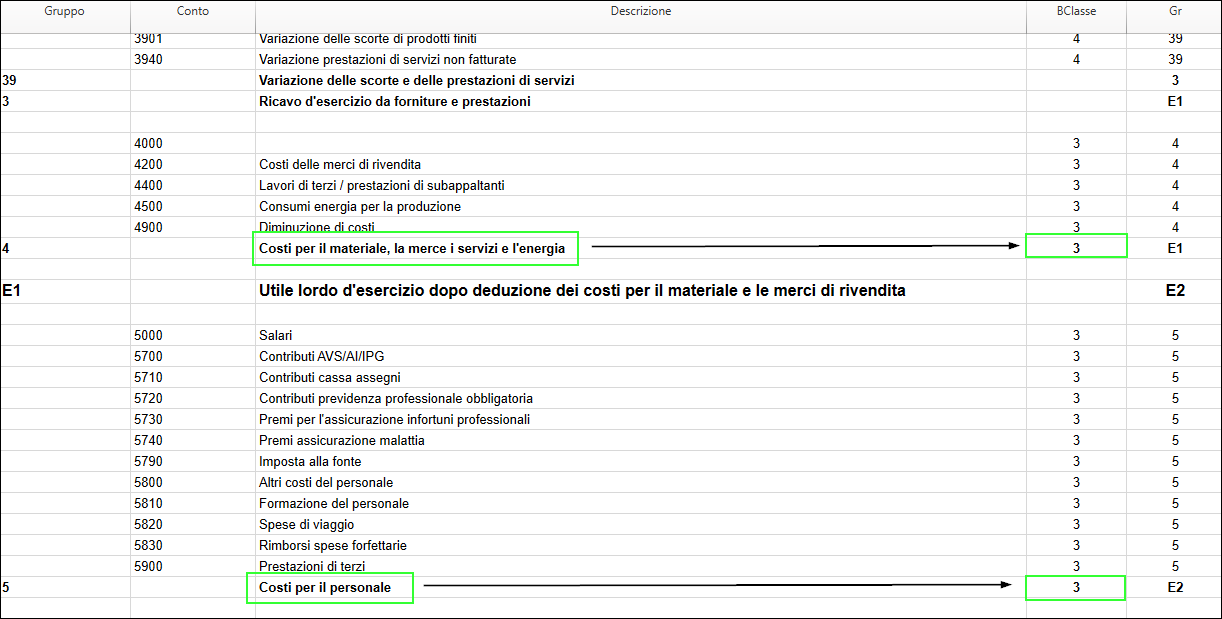 Gruppo Conto Descrizione BClasse Gr
3901 Variazione delle scorte di prodotti finiti 4 39
3940 Variazione prestazioni di servizi non fatturate 4 39
39 Variazione delle scorte e delle prestazioni di servizi 3
3 Ricavo d'esercizio da forniture e prestazioni E1
4000 3 4
4200 Costi delle merci di rivendita 3 4
4400 Lavori di terzi / prestazioni di subappaltanti 3 4
4500 Consumi energia per la produzione 3 4
4900 Diminuzione di costi 3 4
4 Costi per il materiale, la merce i servizi e l'energia 3 E1
E1 Utile lordo d'esercizio dopo deduzione dei costi per il materiale e le merci di rivendita E2
5000 Salari 3 5
5700 Contributi AVS/AI/IPG 3 5
5710 Contributi cassa assegni 3 5
5720 Contributi previdenza professionale obbligatoria 3 5
5730 Premi per l'assicurazione infortuni professionali 3 5
5740 Premi assicurazione malattia 3 5
5790 Imposta alla fonte 3 5
5800 Altri costi del personale 3 5
5810 Formazione del personale 3 5
5820 Spese di viaggio 3 5
5830 Rimborsi spese forfettarie 3 5
5900 Prestazioni di terzi 3 5
5 Costi per il personale 3 E2